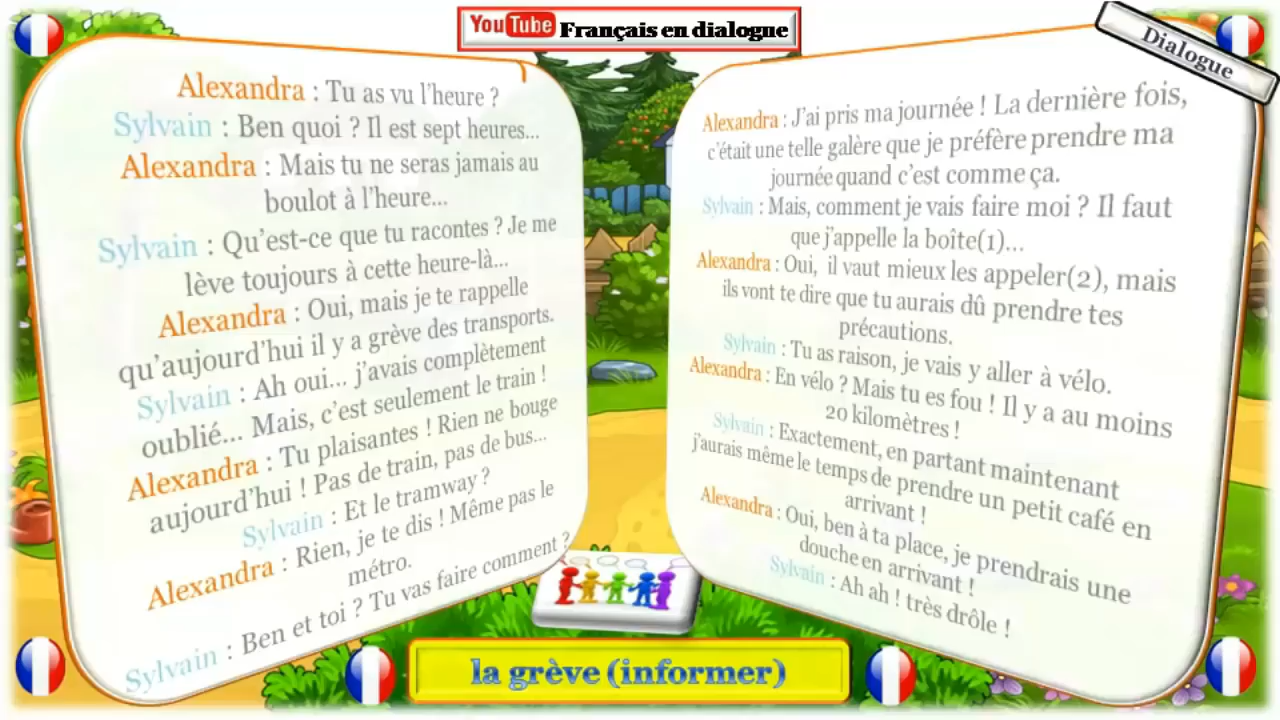 YouTube Français en dialogue
Dialogue
Alexandra : Tu as vu l'heure ?
Sylvain : Ben quoi ? Il est sept heures...
Alexandra : Mais tu ne seras jamais au
boulot à l'heure...
Sylvain : Qu'est-ce que tu racontes ? Je me
lève toujours à cette heure-là...
Alexandra : Oui, mais je te rappelle
qu'aujourd'hui il y a grève des transports.
Sylvain : Ah oui... j'avais complètement
oublié... Mais, c'est seulement le train !
Alexandra : Tu plaisantes ! Rien ne bouge
aujourd'hui ! Pas de train, pas de bus...
Sylvain : Et le tramway ?
Alexandra : Rien, je te dis ! Même pas le
métro.
Sylvain : Ben et toi ? Tu vas faire comment ?
Alexandra : J'ai pris ma journée ! La dernière fois,
c'était une telle galère que je préfère prendre ma
journée quand c'est comme ça.
Sylvain : Mais, comment je vais faire moi ? Il faut
que j'appelle la boîte(1)...
Alexandra : Oui, il vaut mieux les appeler(2), mais
ils vont te dire que tu aurais dû prendre tes
précautions.
Sylvain : Tu as raison, je vais y aller à vélo.
Alexandra : En vélo ? Mais tu es fou ! Il y a au moins
20 kilomètres !
Sylvain : Exactement, en partant maintenant
j'aurais même le temps de prendre un petit café en
arrivant !
Alexandra : Oui, ben à ta place, je prendrais une
douche en arrivant !
Sylvain : Ah ah ! très drôle !
la grève (informer)